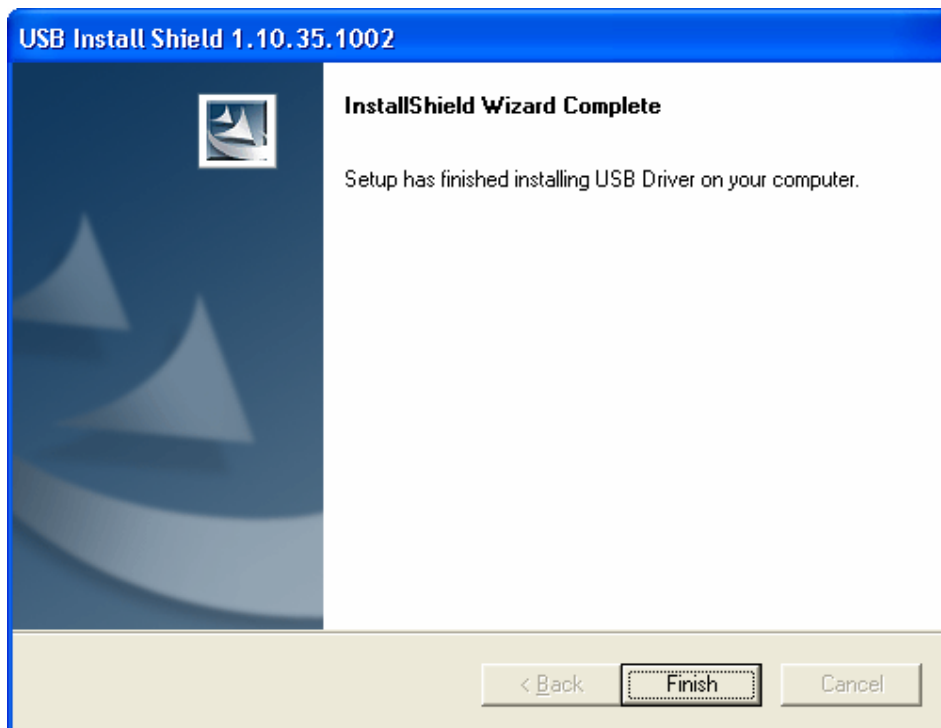 USB Install Shield 1.10.35.1002
InstallShield Wizard Complete
Setup has finished installing USB Driver on your computer.
< Back
Finish
Cancel